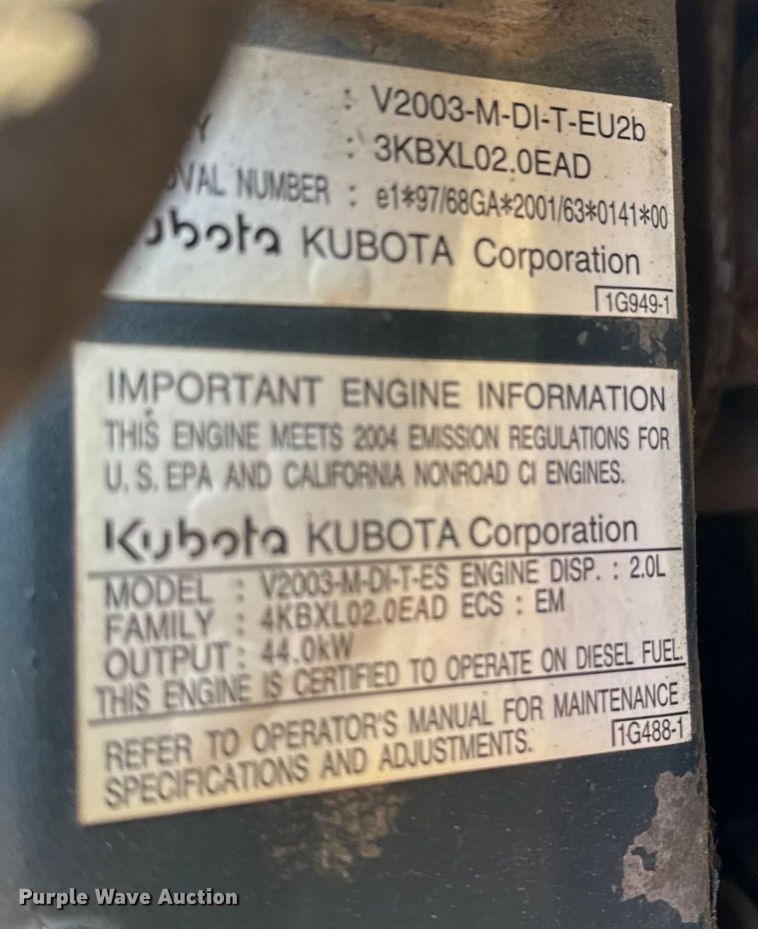 : V2003-M-DI-T-EU2b
Y : 3KBXL02.0EAD
OVAL NUMBER : e1*97/68GA*2001/63*0141*00
ubota KUBOTA Corporation
1G949-1
IMPORTANT ENGINE INFORMATION
THIS ENGINE MEETS 2004 EMISSION REGULATIONS FOR
U.S. EPA AND CALIFORNIA NONROAD CI ENGINES.
Kubota KUBOTA Corporation
MODEL : V2003-M-DI-T-ES ENGINE DISP. : 2.0L
FAMILY : 4KBXL02.0EAD ECS : EM
OUTPUT : 44.0kW
THIS ENGINE IS CERTIFIED TO OPERATE ON DIESEL FUEL.
REFER TO OPERATOR'S MANUAL FOR MAINTENANCE
SPECIFICATIONS AND ADJUSTMENTS.
1G488-1
Purple Wave Auction